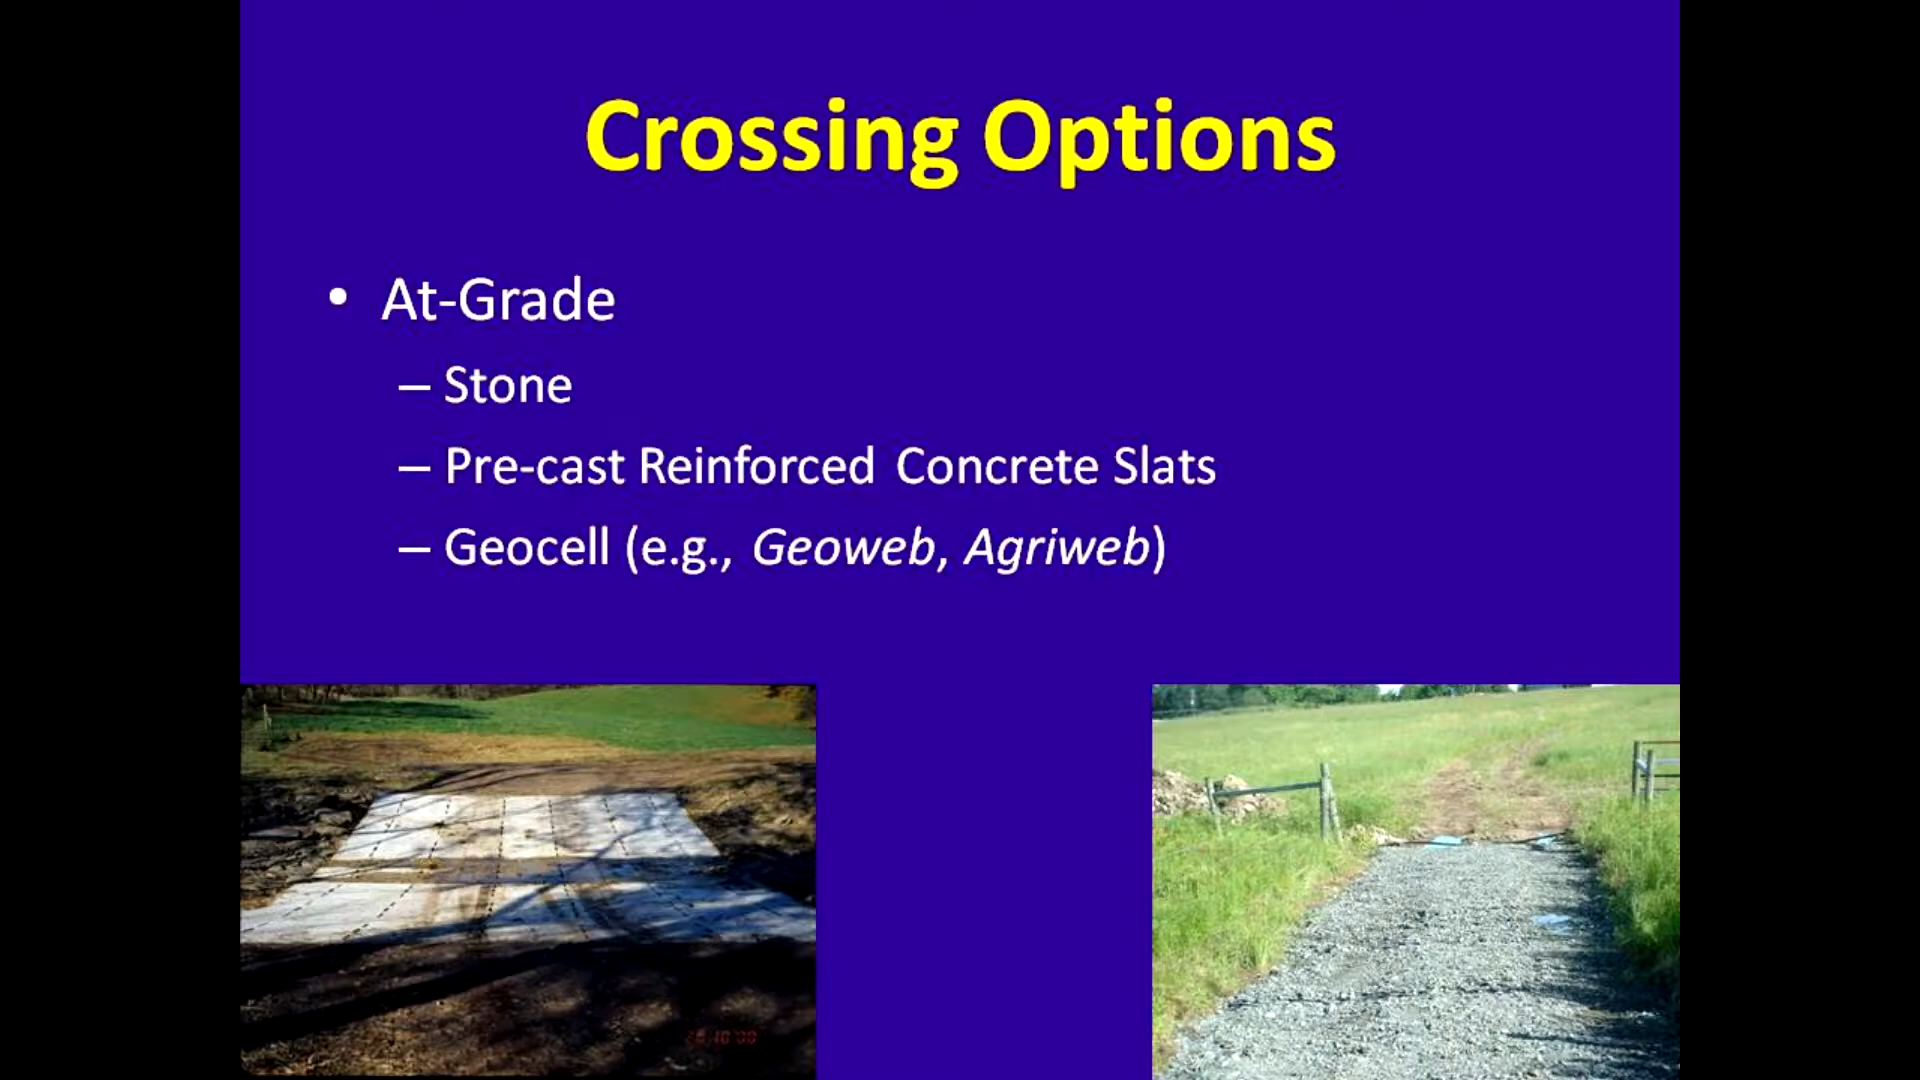 Crossing Options
• At-Grade
– Stone
– Pre-cast Reinforced Concrete Slats
– Geocell (e.g., Geoweb, Agriweb)